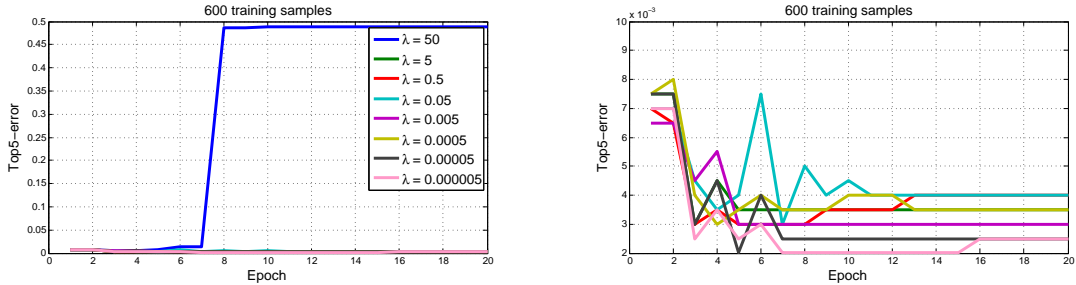 600 training samples
0.5
0.45
0.4
0.35
0.3
0.25
0.2
0.15
0.1
0.05
0
Top5−error
λ = 50
λ = 5
λ = 0.5
λ = 0.05
λ = 0.005
λ = 0.0005
λ = 0.00005
λ = 0.000005
0 2 4 6 8 10 12 14 16 18 20
Epoch
600 training samples
x 10⁻³
10
9
8
7
6
5
4
3
2
Top5−error
0 2 4 6 8 10 12 14 16 18 20
Epoch